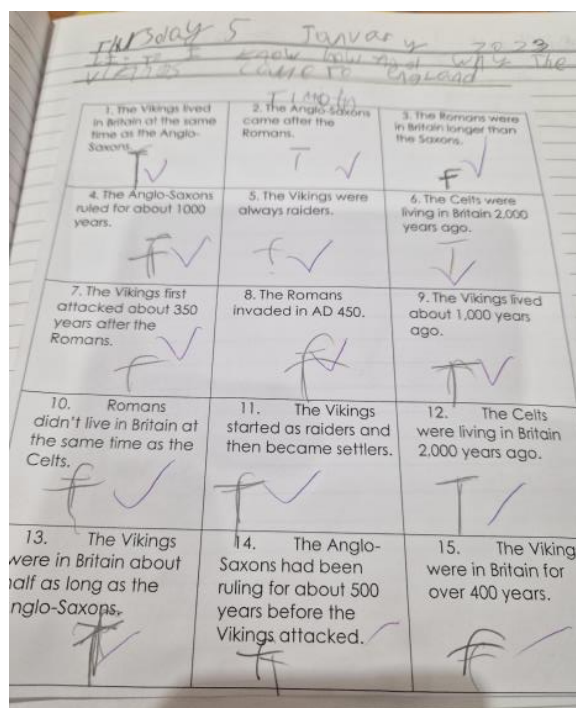 Thursday 5 January 2023
know how and why the
vikings came to england
1. The Vikings lived
in Britain at the same
time as the Anglo-
Saxons.
T
2. The Anglo-Saxons
came after the
Romans.
T
3. The Romans were
in Britain longer than
the Saxons.
F
4. The Anglo-Saxons
ruled for about 1000
years.
F
5. The Vikings were
always raiders.
f
6. The Celts were
living in Britain 2,000
years ago.
T
7. The Vikings first
attacked about 350
years after the
Romans.
f
8. The Romans
invaded in AD 450.
f
9. The Vikings lived
about 1,000 years
ago.
T
10. Romans
didn't live in Britain at
the same time as the
Celts.
f
11. The Vikings
started as raiders and
then became settlers.
12. The Celts
were living in Britain
2,000 years ago.
T
13. The Vikings
were in Britain about
half as long as the
nglo-Saxons.
14. The Anglo-
Saxons had been
ruling for about 500
years before the
Vikings attacked.
15. The Viking
were in Britain for
over 400 years.
F